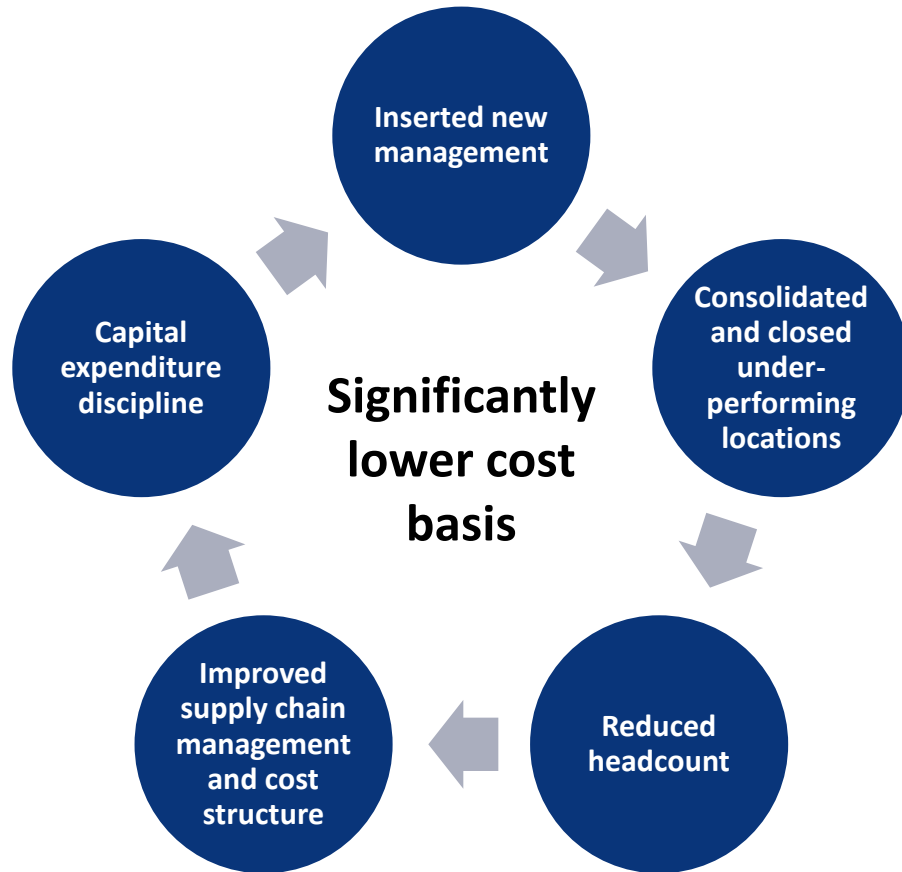 Inserted new
management
Consolidated
and closed
under-
performing
locations
Reduced
headcount
Improved
supply chain
management
and cost
structure
Capital
expenditure
discipline
Significantly
lower cost
basis